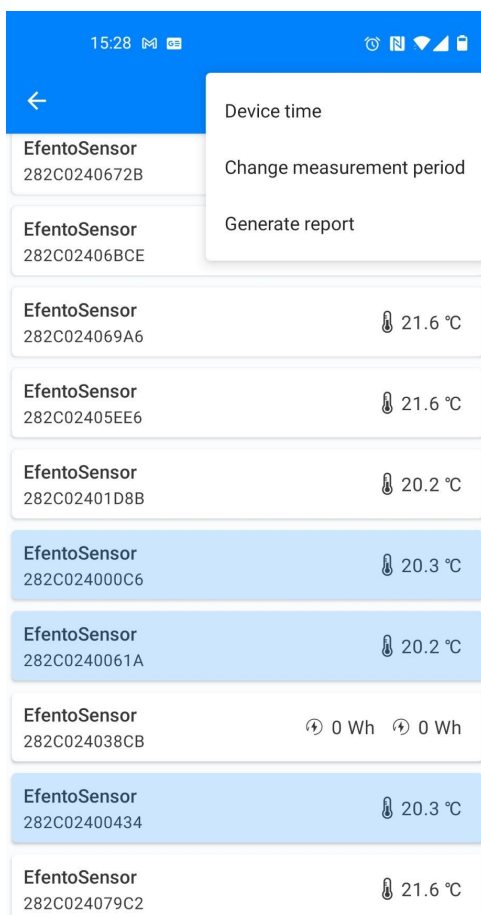 15:28
Device time
Change measurement period
Generate report
EfentoSensor
282C0240672B
EfentoSensor
282C02406BCE
EfentoSensor
282C024069A6
21.6 °C
EfentoSensor
282C02405EE6
21.6 °C
EfentoSensor
282C02401D8B
20.2 °C
EfentoSensor
282C024000C6
20.3 °C
EfentoSensor
282C0240061A
20.2 °C
EfentoSensor
282C024038CB
0 Wh 0 Wh
EfentoSensor
282C02400434
20.3 °C
EfentoSensor
282C024079C2
21.6 °C